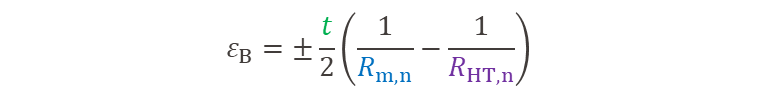 ε_B = ± t/2 (1/R_m,n − 1/R_HT,n)